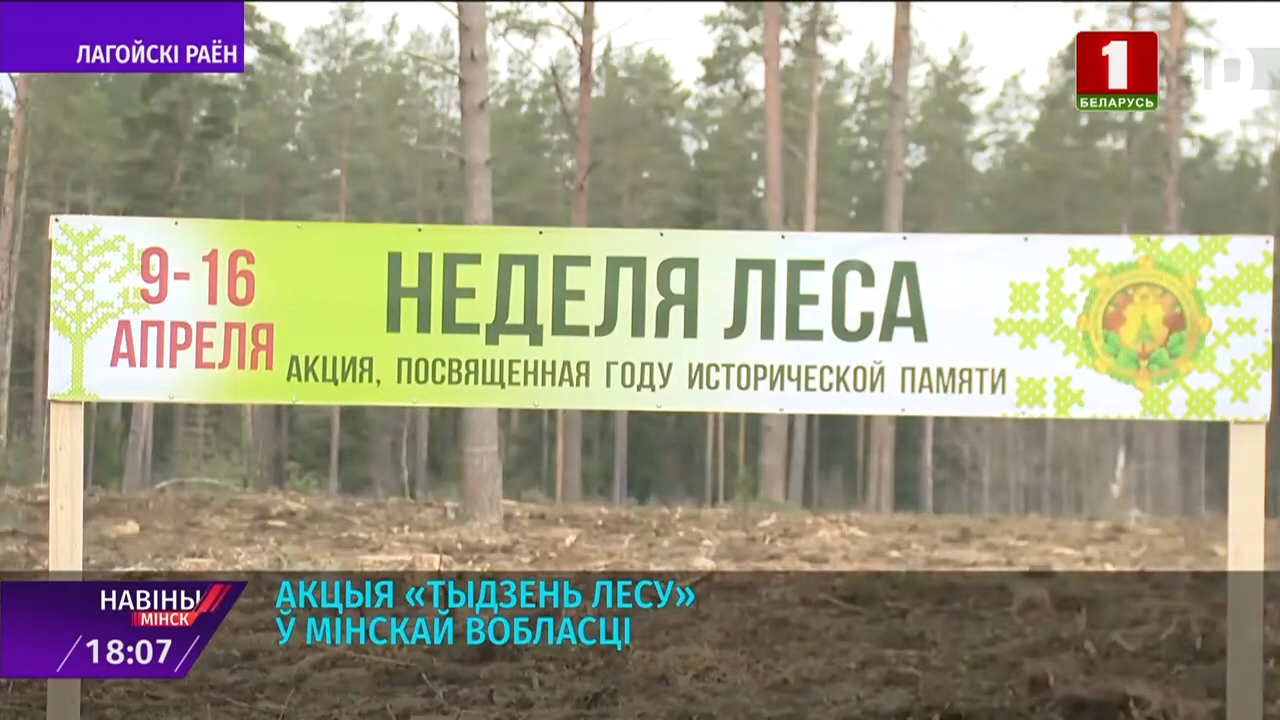 ЛАГОЙСКІ РАЁН
1
БЕЛАРУСЬ
9-16
АПРЕЛЯ
НЕДЕЛЯ ЛЕСА
АКЦИЯ, ПОСВЯЩЕННАЯ ГОДУ ИСТОРИЧЕСКОЙ ПАМЯТИ
НАВІНЫ
МІНСК
18:07
АКЦЫЯ «ТЫДЗЕНЬ ЛЕСУ»
Ў МІНСКАЙ ВОБЛАСЦІ